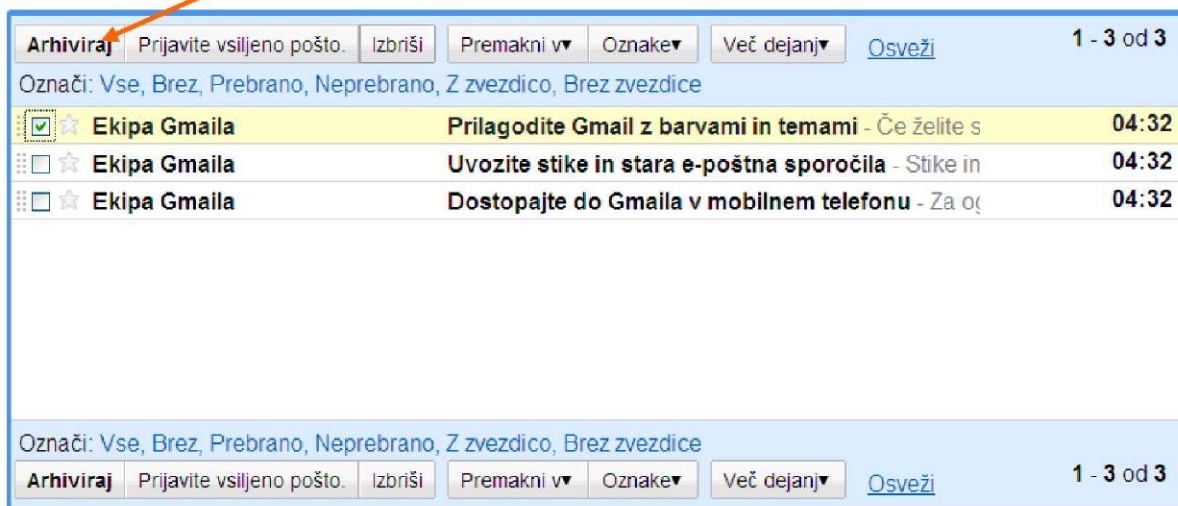 Arhiviraj Prijavite vsiljeno pošto. Izbriši Premakni v▾ Oznake▾ Več dejanj▾ Osveži 1 - 3 od 3
Označi: Vse, Brez, Prebrano, Neprebrano, Z zvezdico, Brez zvezdice
Ekipa Gmaila Prilagodite Gmail z barvami in temami - Če želite s 04:32
Ekipa Gmaila Uvozite stike in stara e-poštna sporočila - Stike in 04:32
Ekipa Gmaila Dostopajte do Gmaila v mobilnem telefonu - Za 04:32
Označi: Vse, Brez, Prebrano, Neprebrano, Z zvezdico, Brez zvezdice
Arhiviraj Prijavite vsiljeno pošto. Izbriši Premakni v▾ Oznake▾ Več dejanj▾ Osveži 1 - 3 od 3